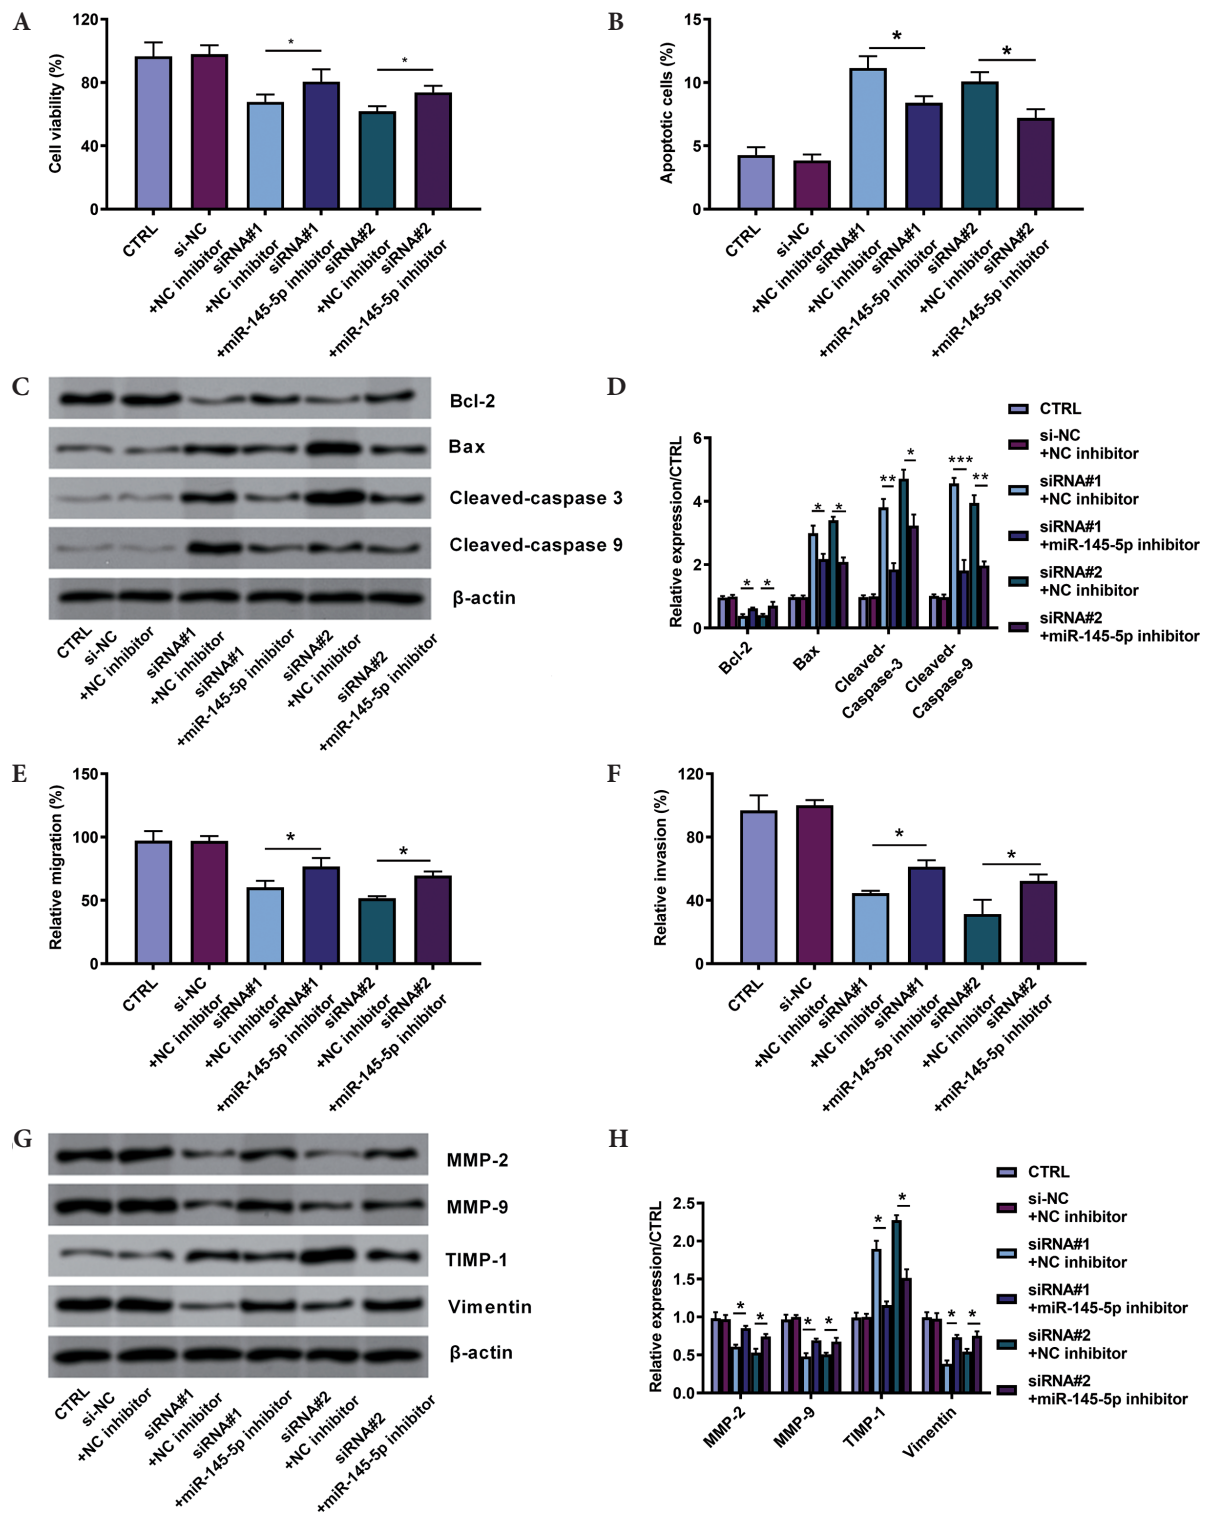 A
Cell viability (%)
120
80
40
0
*
*
CTRL
si-NC
+NC inhibitor
siRNA#1
+NC inhibitor
siRNA#1
+miR-145-5p inhibitor
siRNA#2
+NC inhibitor
siRNA#2
+miR-145-5p inhibitor
B
Apoptotic cells (%)
15
10
5
0
*
*
CTRL
si-NC
+NC inhibitor
siRNA#1
+NC inhibitor
siRNA#1
+miR-145-5p inhibitor
siRNA#2
+NC inhibitor
siRNA#2
+miR-145-5p inhibitor
C
Bcl-2
Bax
Cleaved-caspase 3
Cleaved-caspase 9
β-actin
CTRL
si-NC
+NC inhibitor
siRNA#1
+NC inhibitor
siRNA#1
+miR-145-5p inhibitor
siRNA#2
+NC inhibitor
siRNA#2
+miR-145-5p inhibitor
D
Relative expression/CTRL
6
4
2
0
*
*
*
*
**
*
***
**
Bcl-2
Bax
Cleaved-
Caspase-3
Cleaved-
Caspase-9
CTRL
si-NC
+NC inhibitor
siRNA#1
+NC inhibitor
siRNA#1
+miR-145-5p inhibitor
siRNA#2
+NC inhibitor
siRNA#2
+miR-145-5p inhibitor
E
Relative migration (%)
150
100
50
0
*
*
CTRL
si-NC
+NC inhibitor
siRNA#1
+NC inhibitor
siRNA#1
+miR-145-5p inhibitor
siRNA#2
+NC inhibitor
siRNA#2
+miR-145-5p inhibitor
F
Relative invasion (%)
120
80
40
0
*
*
CTRL
si-NC
+NC inhibitor
siRNA#1
+NC inhibitor
siRNA#1
+miR-145-5p inhibitor
siRNA#2
+NC inhibitor
siRNA#2
+miR-145-5p inhibitor
G
MMP-2
MMP-9
TIMP-1
Vimentin
β-actin
CTRL
si-NC
+NC inhibitor
siRNA#1
+NC inhibitor
siRNA#1
+miR-145-5p inhibitor
siRNA#2
+NC inhibitor
siRNA#2
+miR-145-5p inhibitor
H
Relative expression/CTRL
2.5
2.0
1.5
1.0
0.5
0.0
*
*
*
*
*
*
*
*
MMP-2
MMP-9
TIMP-1
Vimentin
CTRL
si-NC
+NC inhibitor
siRNA#1
+NC inhibitor
siRNA#1
+miR-145-5p inhibitor
siRNA#2
+NC inhibitor
siRNA#2
+miR-145-5p inhibitor